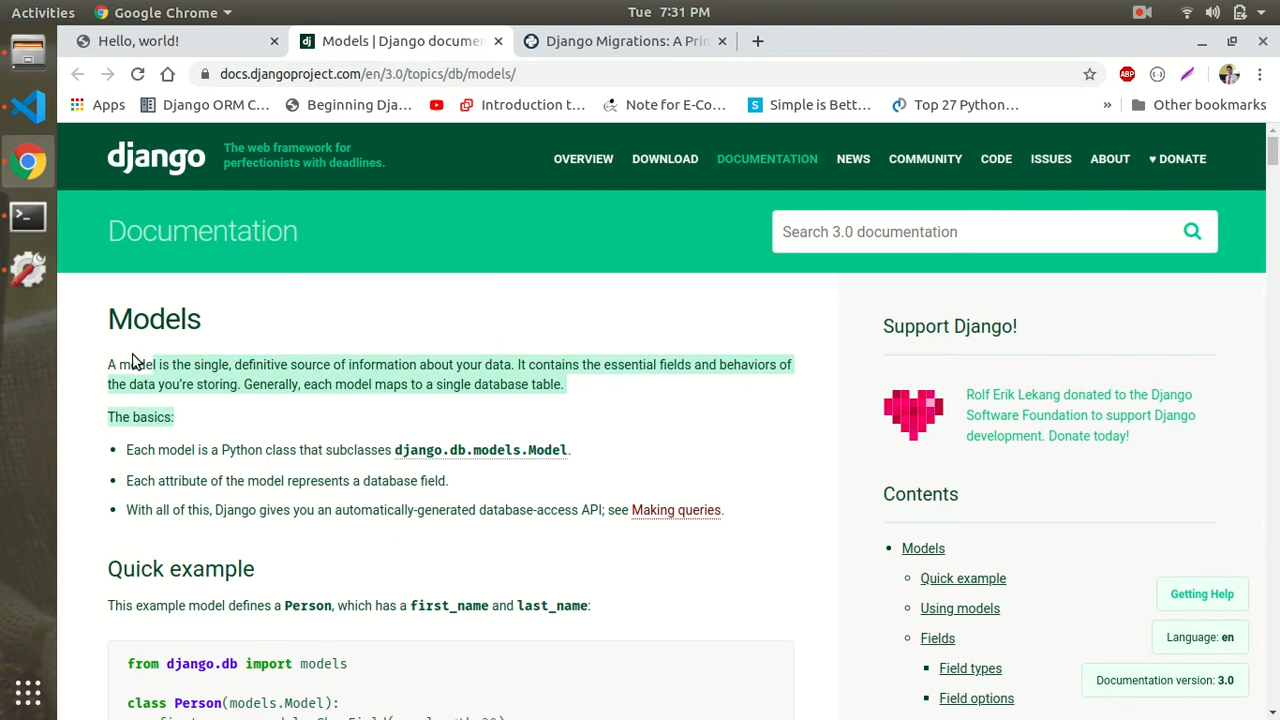 Activities Google Chrome Tue 7:31 PM
Hello, world! Models | Django documen Django Migrations: A Pri
docs.djangoproject.com/en/3.0/topics/db/models/
ABP
Apps Django ORM C... Beginning Dja... Introduction t... Note for E-Co... S Simple is Bett... Top 27 Python... » Other bookmarks
django The web framework for perfectionists with deadlines. OVERVIEW DOWNLOAD DOCUMENTATION NEWS COMMUNITY CODE ISSUES ABOUT ♥ DONATE
Documentation Search 3.0 documentation
Models
A model is the single, definitive source of information about your data. It contains the essential fields and behaviors of
the data you're storing. Generally, each model maps to a single database table.
The basics:
• Each model is a Python class that subclasses django.db.models.Model.
• Each attribute of the model represents a database field.
• With all of this, Django gives you an automatically-generated database-access API; see Making queries.
Quick example
This example model defines a Person, which has a first_name and last_name:
from django.db import models
class Person(models.Model):
Support Django!
Rolf Erik Lekang donated to the Django
Software Foundation to support Django
development. Donate today!
Contents
• Models
Quick example
Using models
Fields
Field types
Field options
Getting Help
Language: en
Documentation version: 3.0